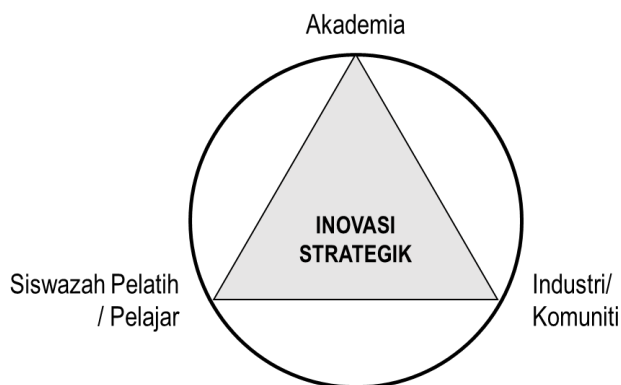 Akademia
INOVASI
STRATEGIK
Siswazah Pelatih
/ Pelajar
Industri/
Komuniti